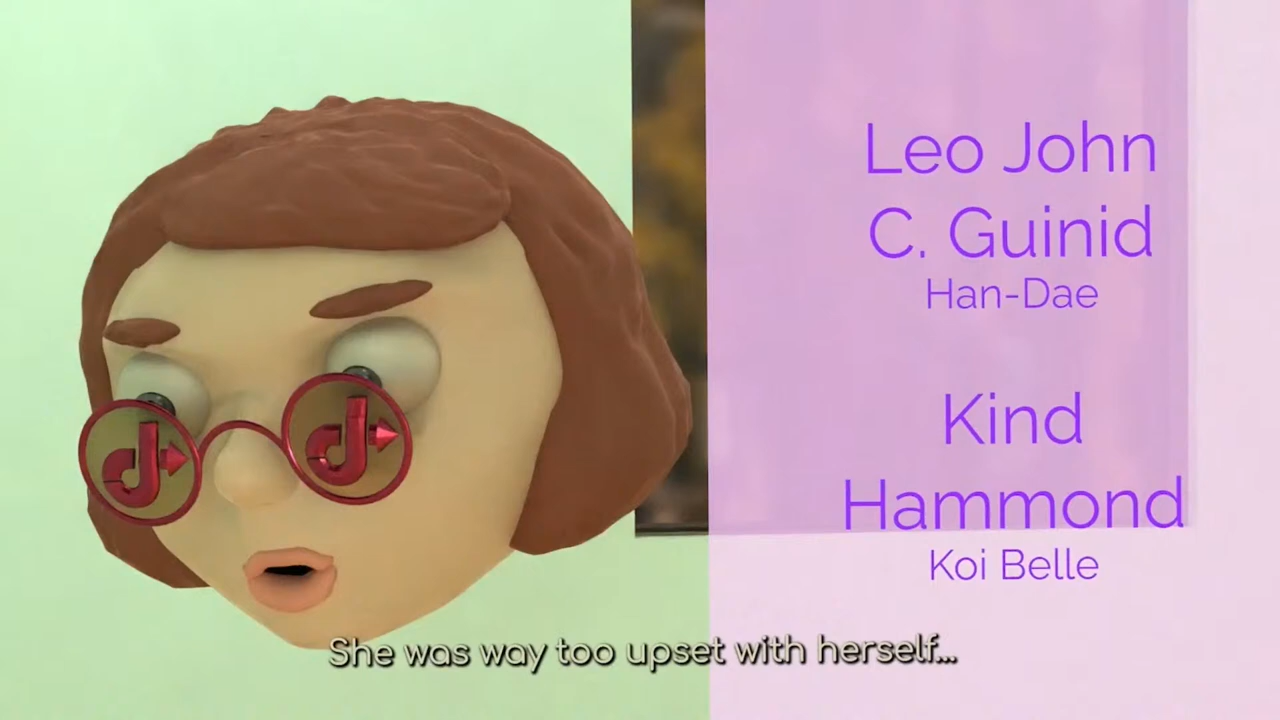 Leo John
C. Guinid
Han-Dae
Kind
Hammond
Koi Belle
She was way too upset with herself...